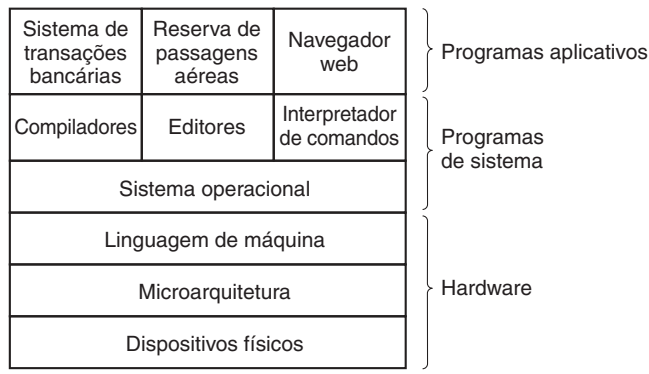 Sistema de
transações
bancárias
Reserva de
passagens
aéreas
Navegador
web
Programas aplicativos
Compiladores
Editores
Interpretador
de comandos
Programas
de sistema
Sistema operacional
Linguagem de máquina
Microarquitetura
Hardware
Dispositivos físicos